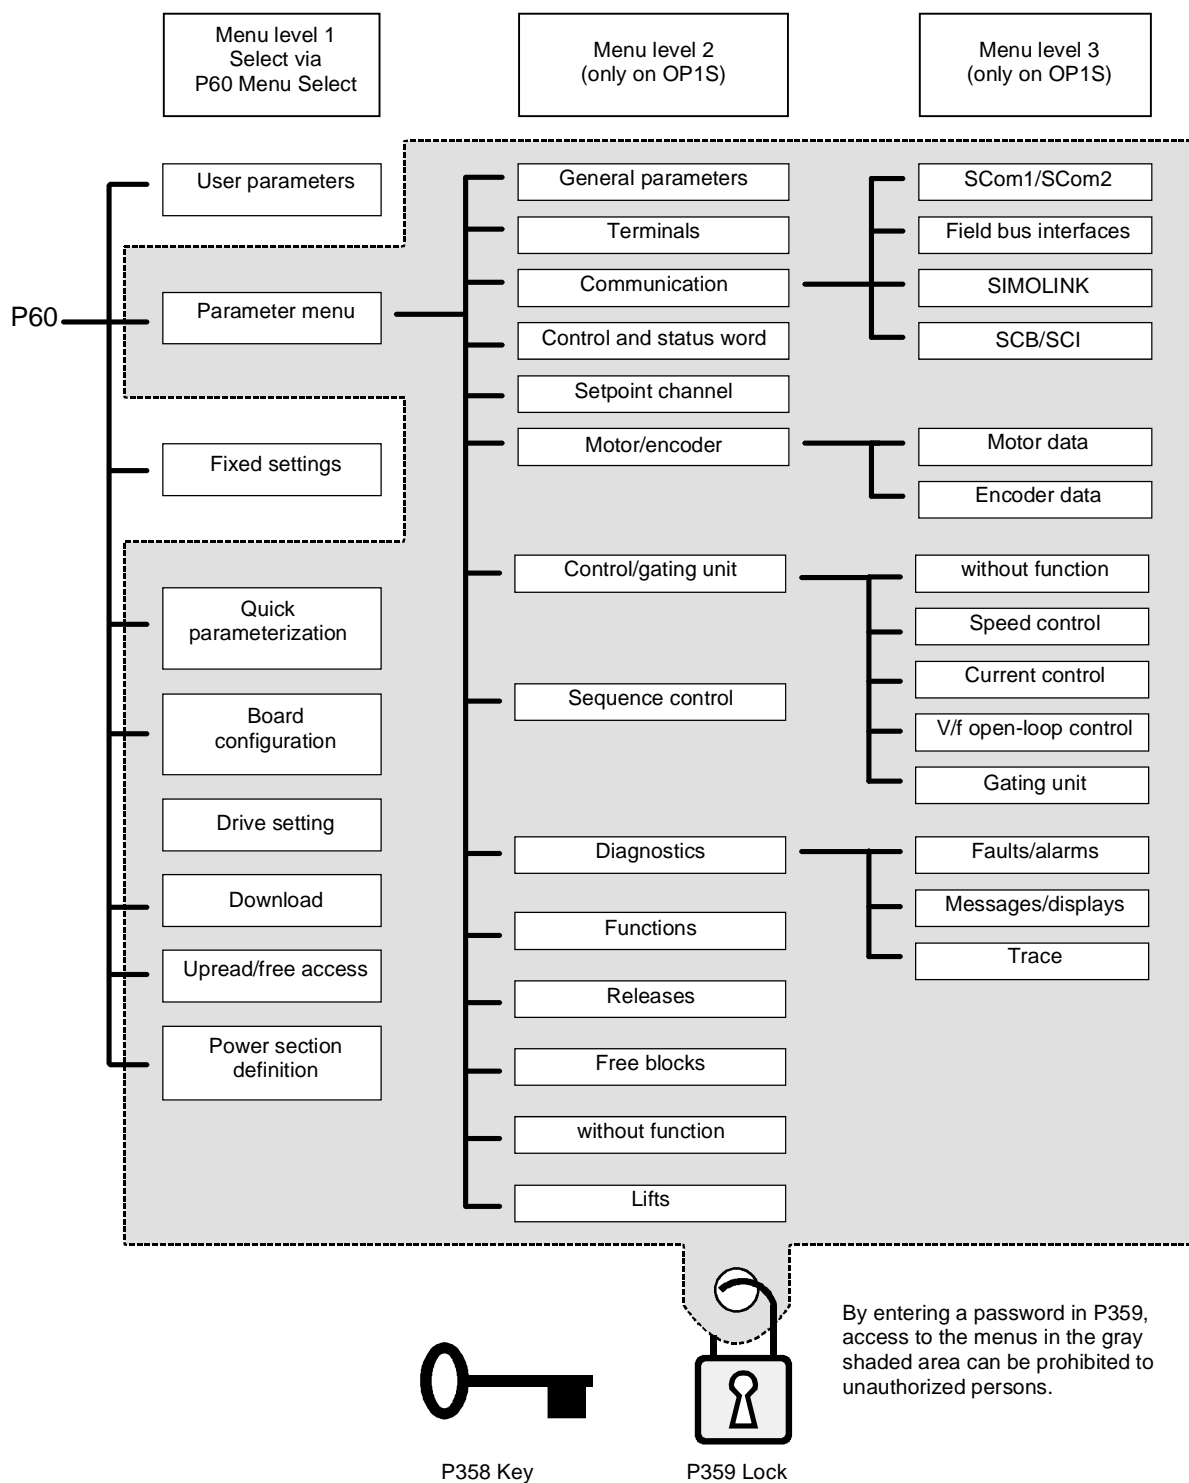 Menu level 1
Select via
P60 Menu Select
Menu level 2
(only on OP1S)
Menu level 3
(only on OP1S)
P60
User parameters
Parameter menu
Fixed settings
Quick
parameterization
Board
configuration
Drive setting
Download
Upread/free access
Power section
definition
General parameters
Terminals
Communication
Control and status word
Setpoint channel
Motor/encoder
Control/gating unit
Sequence control
Diagnostics
Functions
Releases
Free blocks
without function
Lifts
SCom1/SCom2
Field bus interfaces
SIMOLINK
SCB/SCI
Motor data
Encoder data
without function
Speed control
Current control
V/f open-loop control
Gating unit
Faults/alarms
Messages/displays
Trace
By entering a password in P359,
access to the menus in the gray
shaded area can be prohibited to
unauthorized persons.
P358 Key
P359 Lock